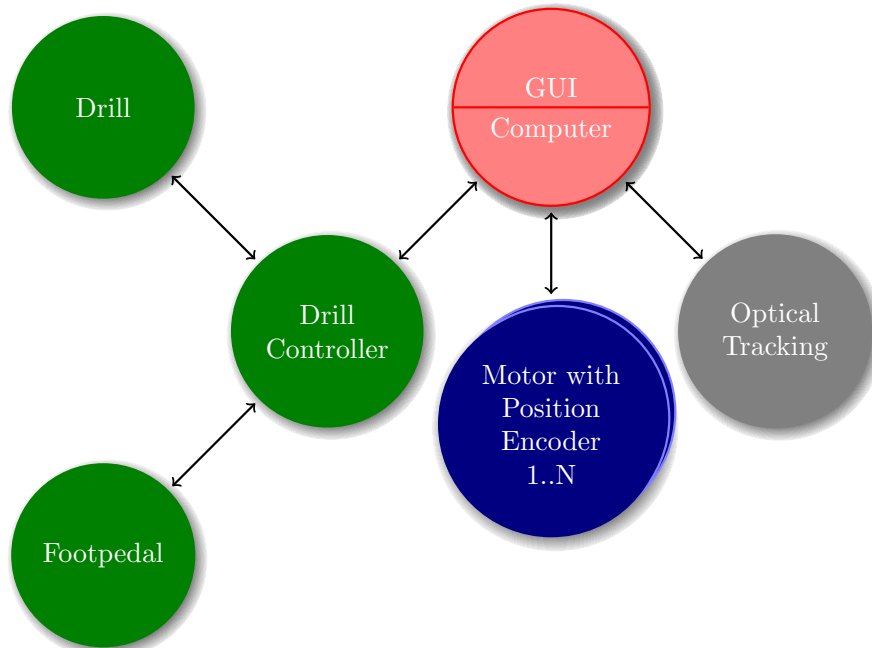 Drill
GUI
Computer
Drill
Controller
Optical
Tracking
Motor with
Position
Encoder
1..N
Footpedal